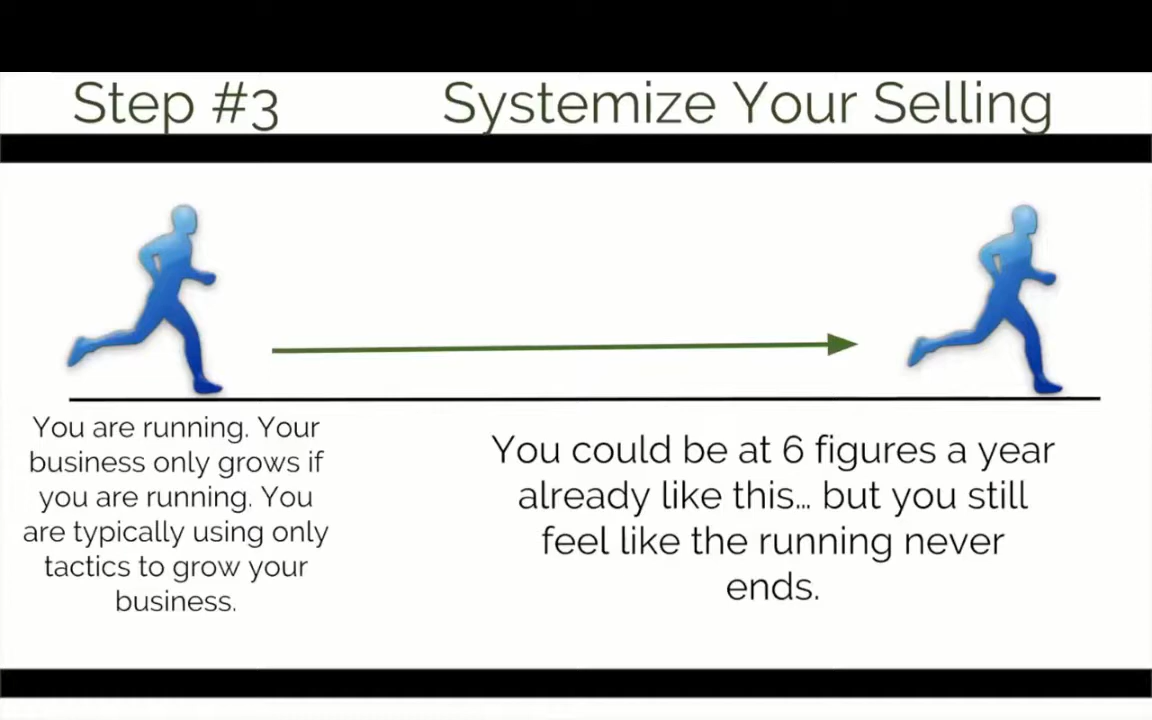 Step #3
Systemize Your Selling
You are running. Your
business only grows if
you are running. You
are typically using only
tactics to grow your
business.
You could be at 6 figures a year
already like this... but you still
feel like the running never
ends.